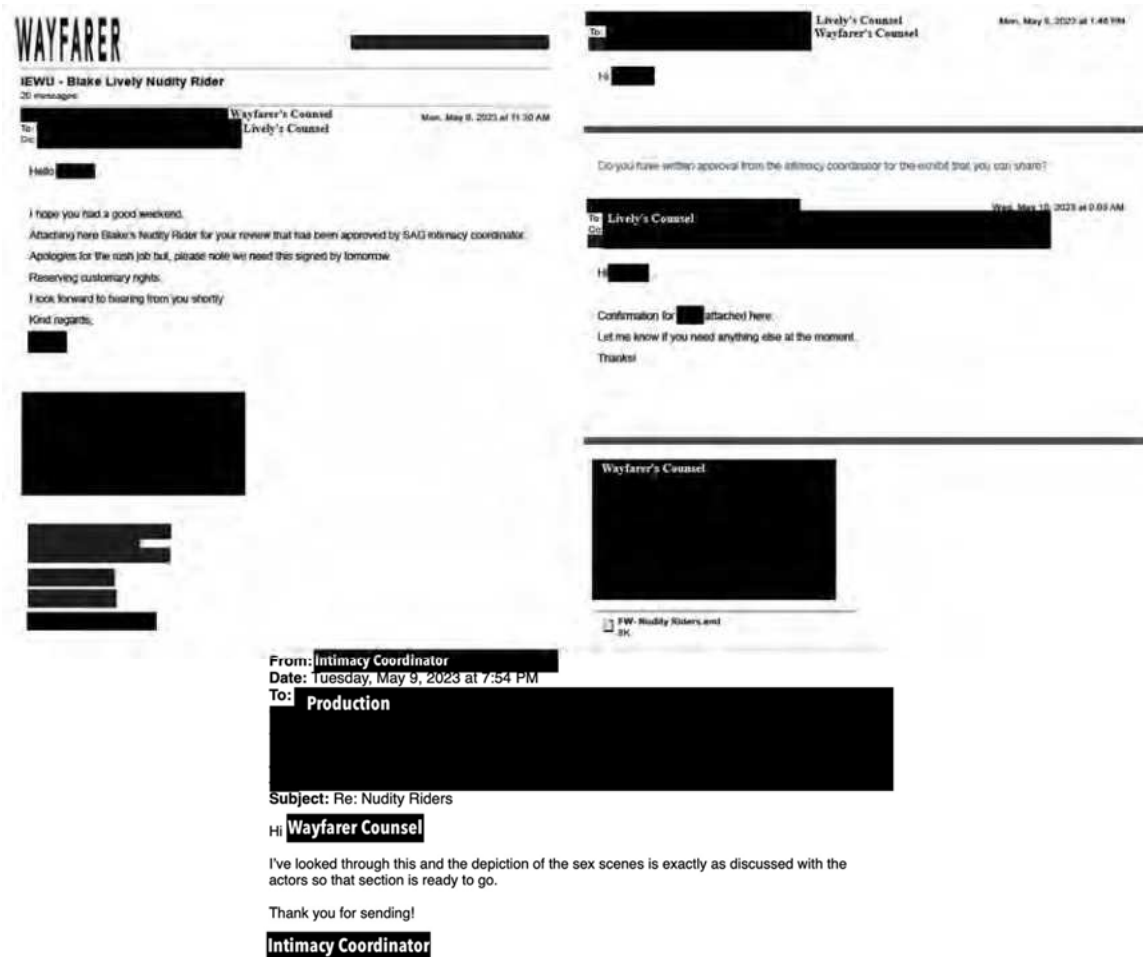 WAYFARER
IEWU - Blake Lively Nudity Rider
20 messages
Wayfarer's Counsel
Mon, May 8, 2023 at 11:30 AM
To:
Lively's Counsel
Cc:
Hello
I hope you had a good weekend.
Attaching here Blake's Nudity Rider for your review that has been approved by SAG intimacy coordinator.
Apologies for the rush job but, please note we need this signed by tomorrow.
Reserving customary rights.
I look forward to hearing from you shortly
Kind regards,
Lively's Counsel
Mon, May 8, 2023 at 1:46 PM
To:
Wayfarer's Counsel
Hi
Do you have written approval from the intimacy coordinator for the exhibit that you can share?
Wed, May 10, 2023 at
To: Lively's Counsel
Cc:
Hi
Confirmation for attached here.
Let me know if you need anything else at the moment.
Thanks!
Wayfarer's Counsel
FW- Nudity Riders.eml
8K
From: Intimacy Coordinator
Date: Tuesday, May 9, 2023 at 7:54 PM
To: Production
Subject: Re: Nudity Riders
Hi Wayfarer Counsel
I've looked through this and the depiction of the sex scenes is exactly as discussed with the
actors so that section is ready to go.
Thank you for sending!
Intimacy Coordinator